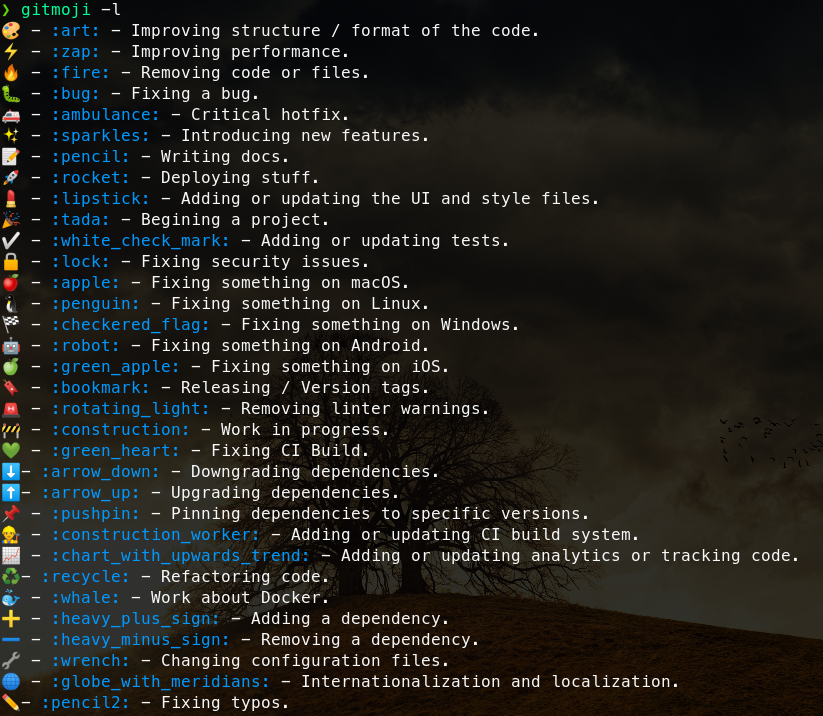 ❯ gitmoji -l
🎨 - :art: - Improving structure / format of the code.
⚡ - :zap: - Improving performance.
🔥 - :fire: - Removing code or files.
🐛 - :bug: - Fixing a bug.
🚑 - :ambulance: - Critical hotfix.
✨ - :sparkles: - Introducing new features.
📝 - :pencil: - Writing docs.
🚀 - :rocket: - Deploying stuff.
💄 - :lipstick: - Adding or updating the UI and style files.
🎉 - :tada: - Begining a project.
✔ - :white_check_mark: - Adding or updating tests.
🔒 - :lock: - Fixing security issues.
🍎 - :apple: - Fixing something on macOS.
🐧 - :penguin: - Fixing something on Linux.
🏁 - :checkered_flag: - Fixing something on Windows.
🤖 - :robot: - Fixing something on Android.
🍏 - :green_apple: - Fixing something on iOS.
🔖 - :bookmark: - Releasing / Version tags.
🚨 - :rotating_light: - Removing linter warnings.
🚧 - :construction: - Work in progress.
💚 - :green_heart: - Fixing CI Build.
⬇️- :arrow_down: - Downgrading dependencies.
⬆️- :arrow_up: - Upgrading dependencies.
📌 - :pushpin: - Pinning dependencies to specific versions.
👷 - :construction_worker: - Adding or updating CI build system.
📈 - :chart_with_upwards_trend: - Adding or updating analytics or tracking code.
♻️- :recycle: - Refactoring code.
🐳 - :whale: - Work about Docker.
➕ - :heavy_plus_sign: - Adding a dependency.
➖ - :heavy_minus_sign: - Removing a dependency.
🔧 - :wrench: - Changing configuration files.
🌐 - :globe_with_meridians: - Internationalization and localization.
✏️- :pencil2: - Fixing typos.